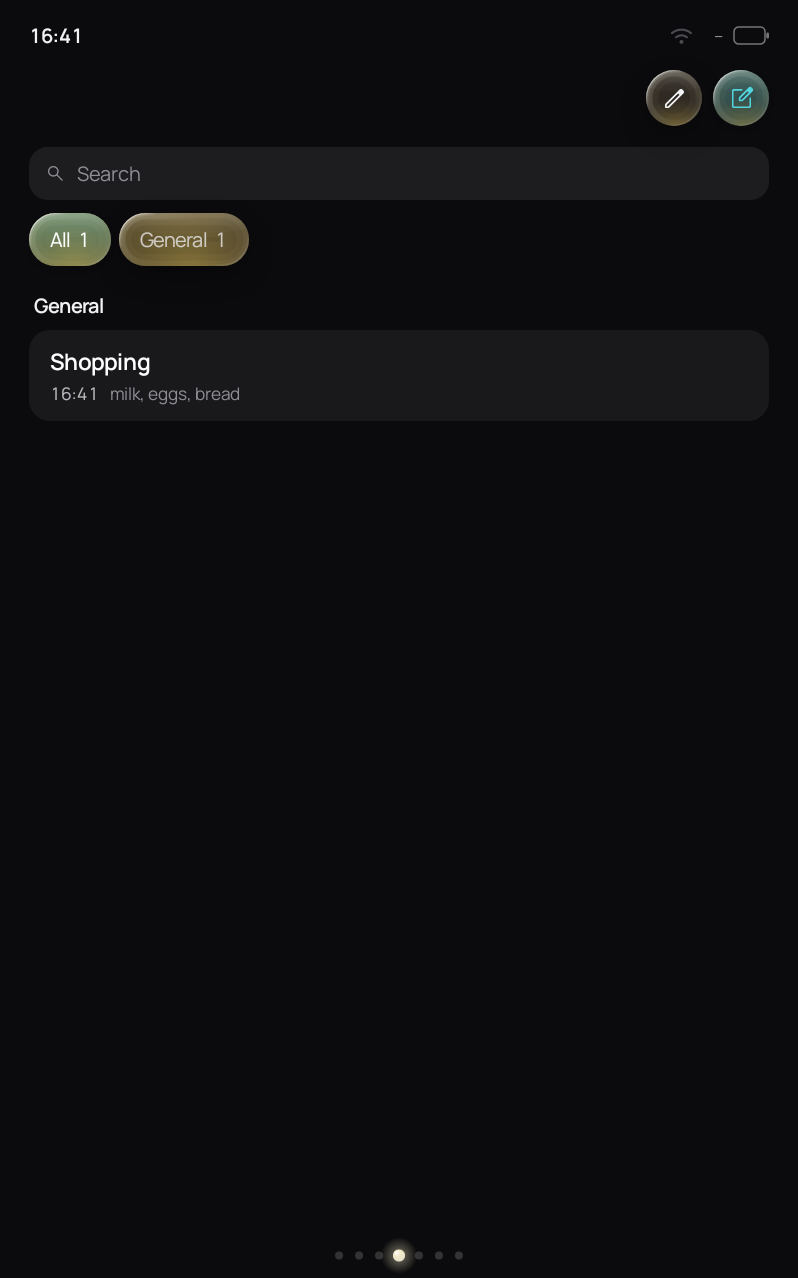 16:41
–
Search
All 1
General 1
General
Shopping
16:41 milk, eggs, bread